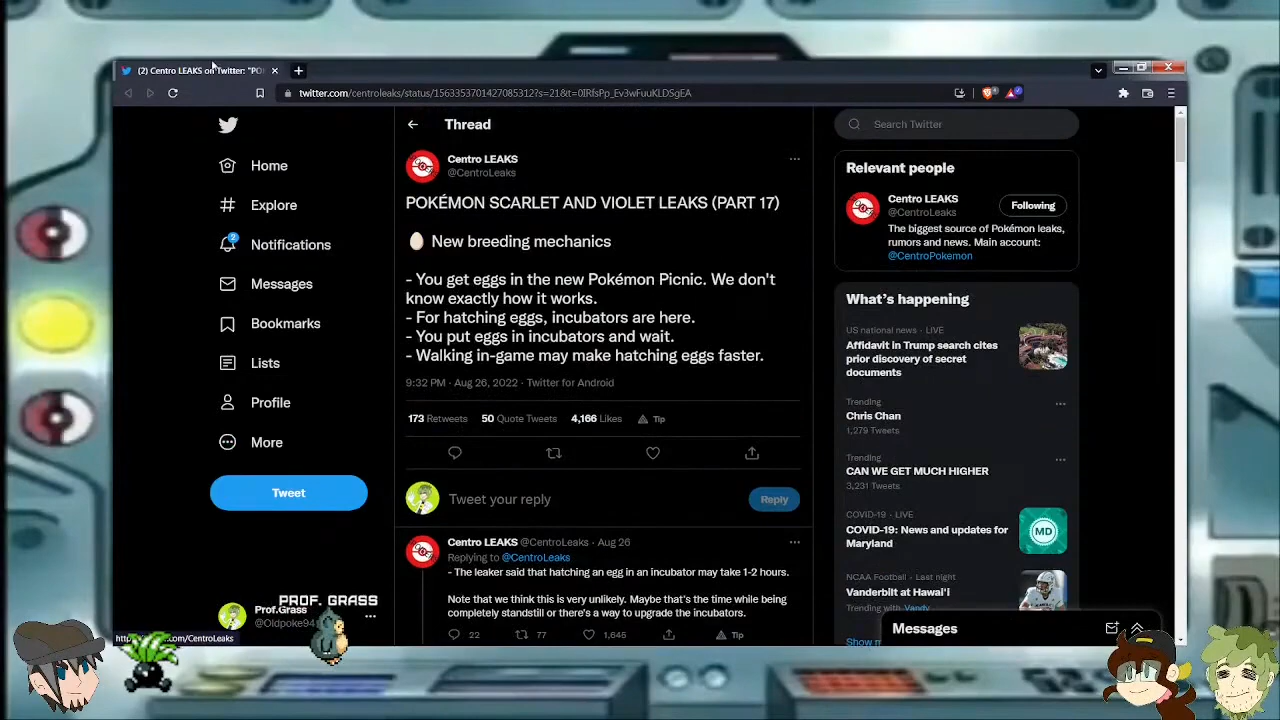 (2) Centro LEAKS on Twitter: "PO
twitter.com/centroleaks/status/1563353701427085312?s=21&t=0IRfsPp_Ev3wFuuKLDSgEA
Home
Explore
2
Notifications
Messages
Bookmarks
Lists
Profile
More
Tweet
Prof.Grass
@Oldpoke94
PROF. GRASS
Thread
Centro LEAKS
@CentroLeaks
POKÉMON SCARLET AND VIOLET LEAKS (PART 17)
🥚 New breeding mechanics
- You get eggs in the new Pokémon Picnic. We don't
know exactly how it works.
- For hatching eggs, incubators are here.
- You put eggs in incubators and wait.
- Walking in-game may make hatching eggs faster.
9:32 PM · Aug 26, 2022 · Twitter for Android
173 Retweets 50 Quote Tweets 4,166 Likes Tip
Tweet your reply
Reply
Centro LEAKS @CentroLeaks · Aug 26
Replying to @CentroLeaks
- The leaker said that hatching an egg in an incubator may take 1-2 hours.
Note that we think this is very unlikely. Maybe that's the time while being
completely standstill or there's a way to upgrade the incubators.
22 77 1,645 Tip
Search Twitter
Relevant people
Centro LEAKS
@CentroLeaks
Following
The biggest source of Pokémon leaks,
rumors and news. Main account:
@CentroPokemon
What's happening
US national news · LIVE
Affidavit in Trump search cites
prior discovery of secret
documents
Trending
Chris Chan
1,279 Tweets
Trending
CAN WE GET MUCH HIGHER
3,231 Tweets
COVID-19 · LIVE
COVID-19: News and updates for
Maryland
MD
NCAA Football · Last night
Vanderbilt at Hawai'i
Trending with Vandy
Show m
Messages
.com/CentroLeaks